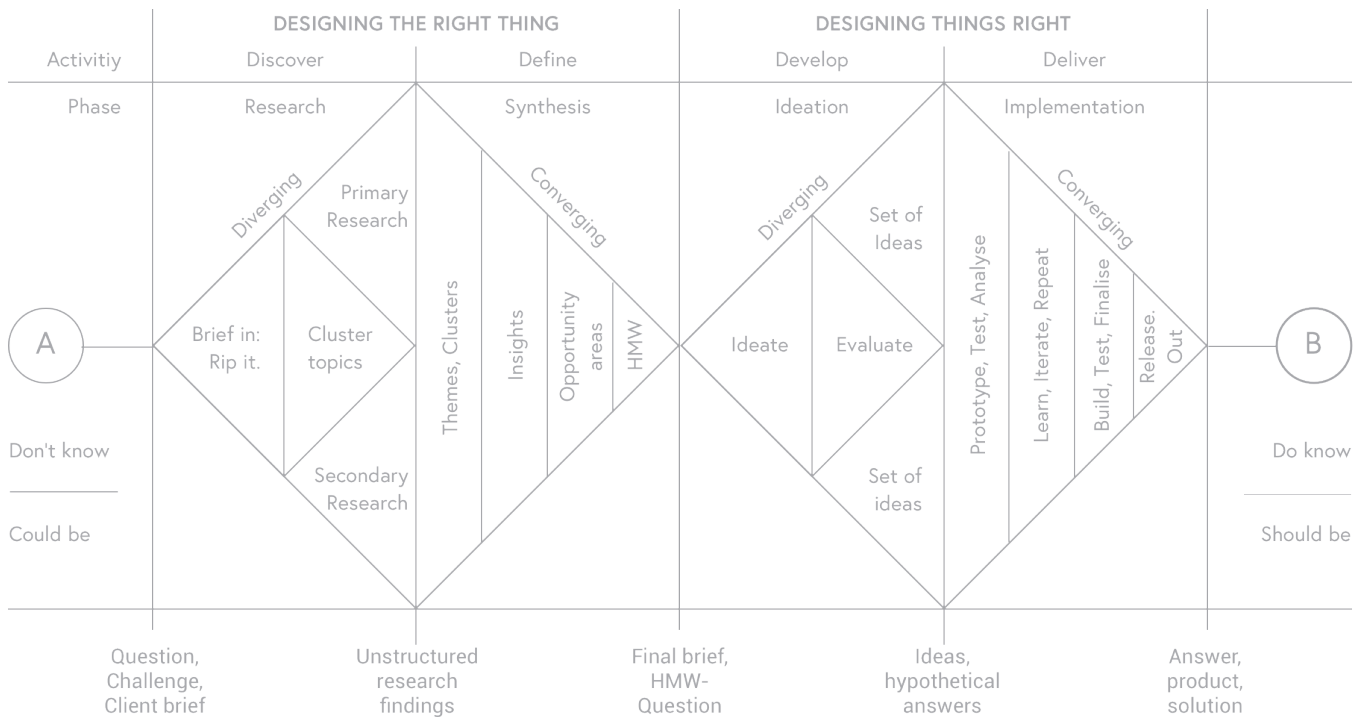 DESIGNING THE RIGHT THING
DESIGNING THINGS RIGHT
Activitiy
Discover
Define
Develop
Deliver
Phase
Research
Synthesis
Ideation
Implementation
Diverging
Primary
Research
Converging
Diverging
Set of
Ideas
Converging
A
Brief in:
Rip it.
Cluster
topics
Themes, Clusters
Insights
Opportunity
areas
HMW
Ideate
Evaluate
Prototype, Test, Analyse
Learn, Iterate, Repeat
Build, Test, Finalise
Release.
Out
B
Don't know
Could be
Secondary
Research
Set of
ideas
Do know
Should be
Question,
Challenge,
Client brief
Unstructured
research
findings
Final brief,
HMW-
Question
Ideas,
hypothetical
answers
Answer,
product,
solution